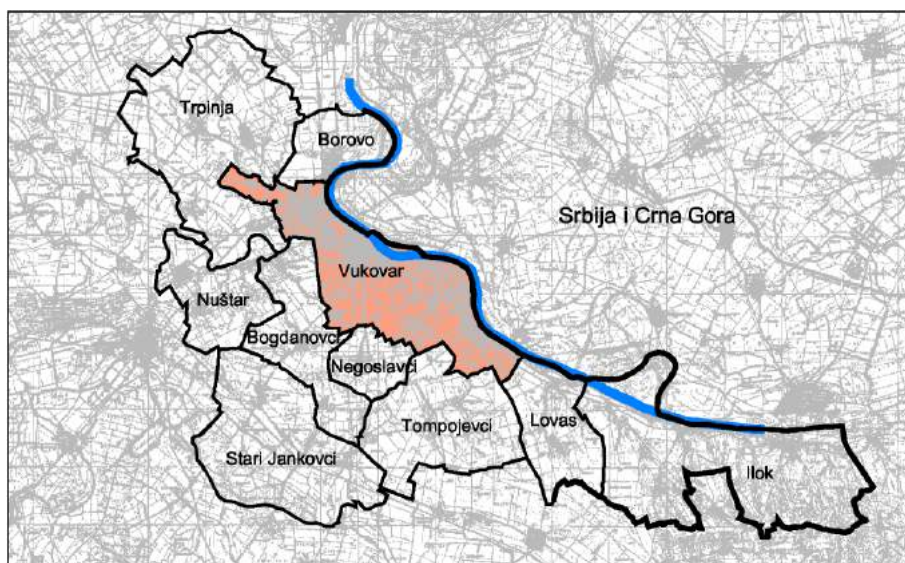 Trpinja
Borovo
Srbija i Crna Gora
Vukovar
Nuštar
Bogdanovci
Negoslavci
Lovas
Tompojevci
Stari Jankovci
Ilok